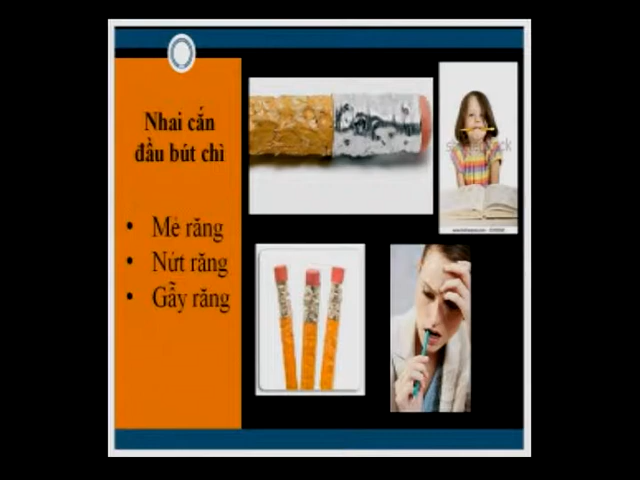 Nhai cắn
đầu bút chì
• Mẻ răng
• Nứt răng
• Gẫy răng